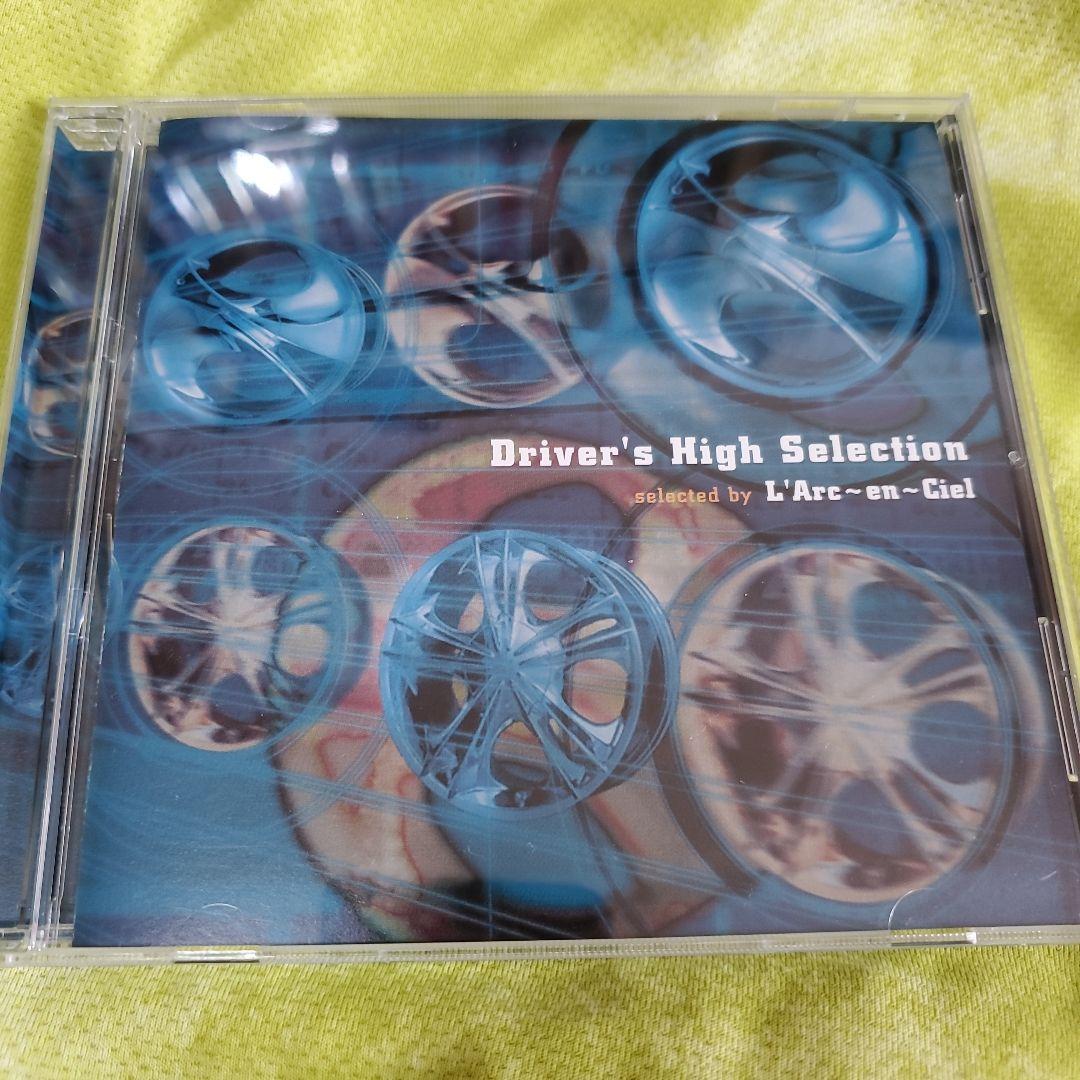 Driver's High Selection
selected by L'Arc~en~Ciel